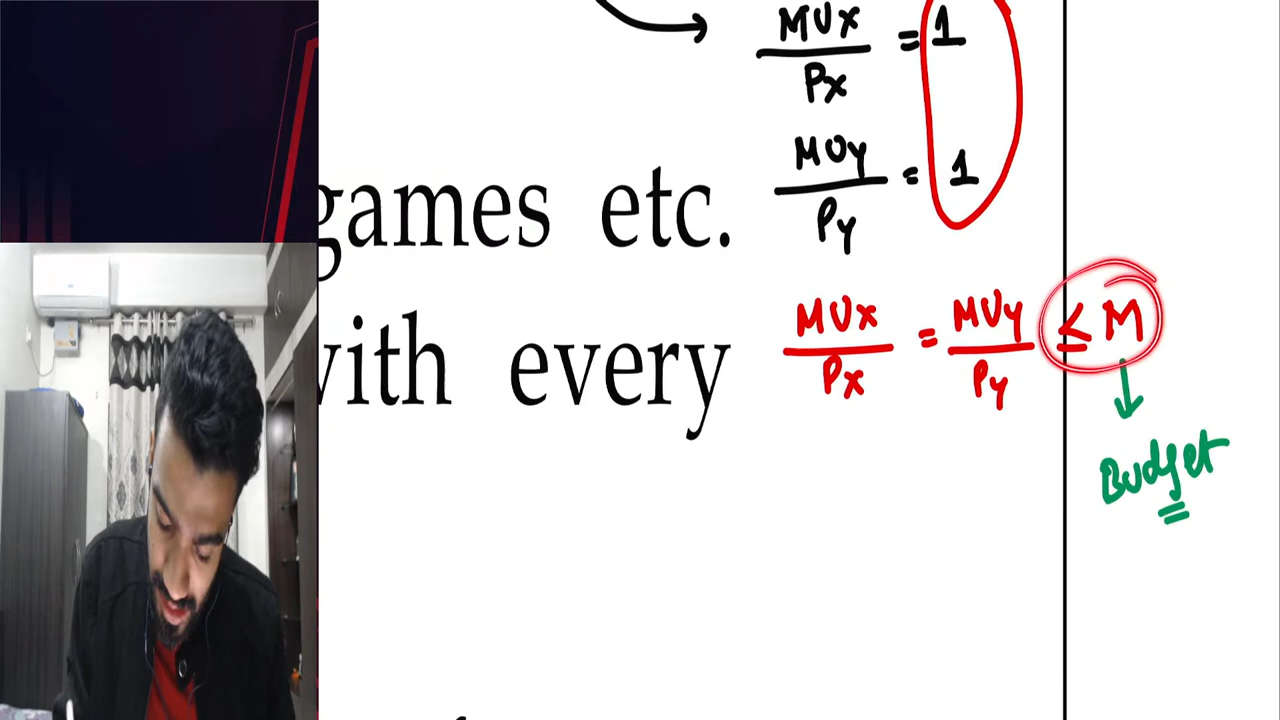 MUx/Px = 1
MUy/Py = 1
games etc.
MUx/Px = MUy/Py ≤ M
with every
Budget